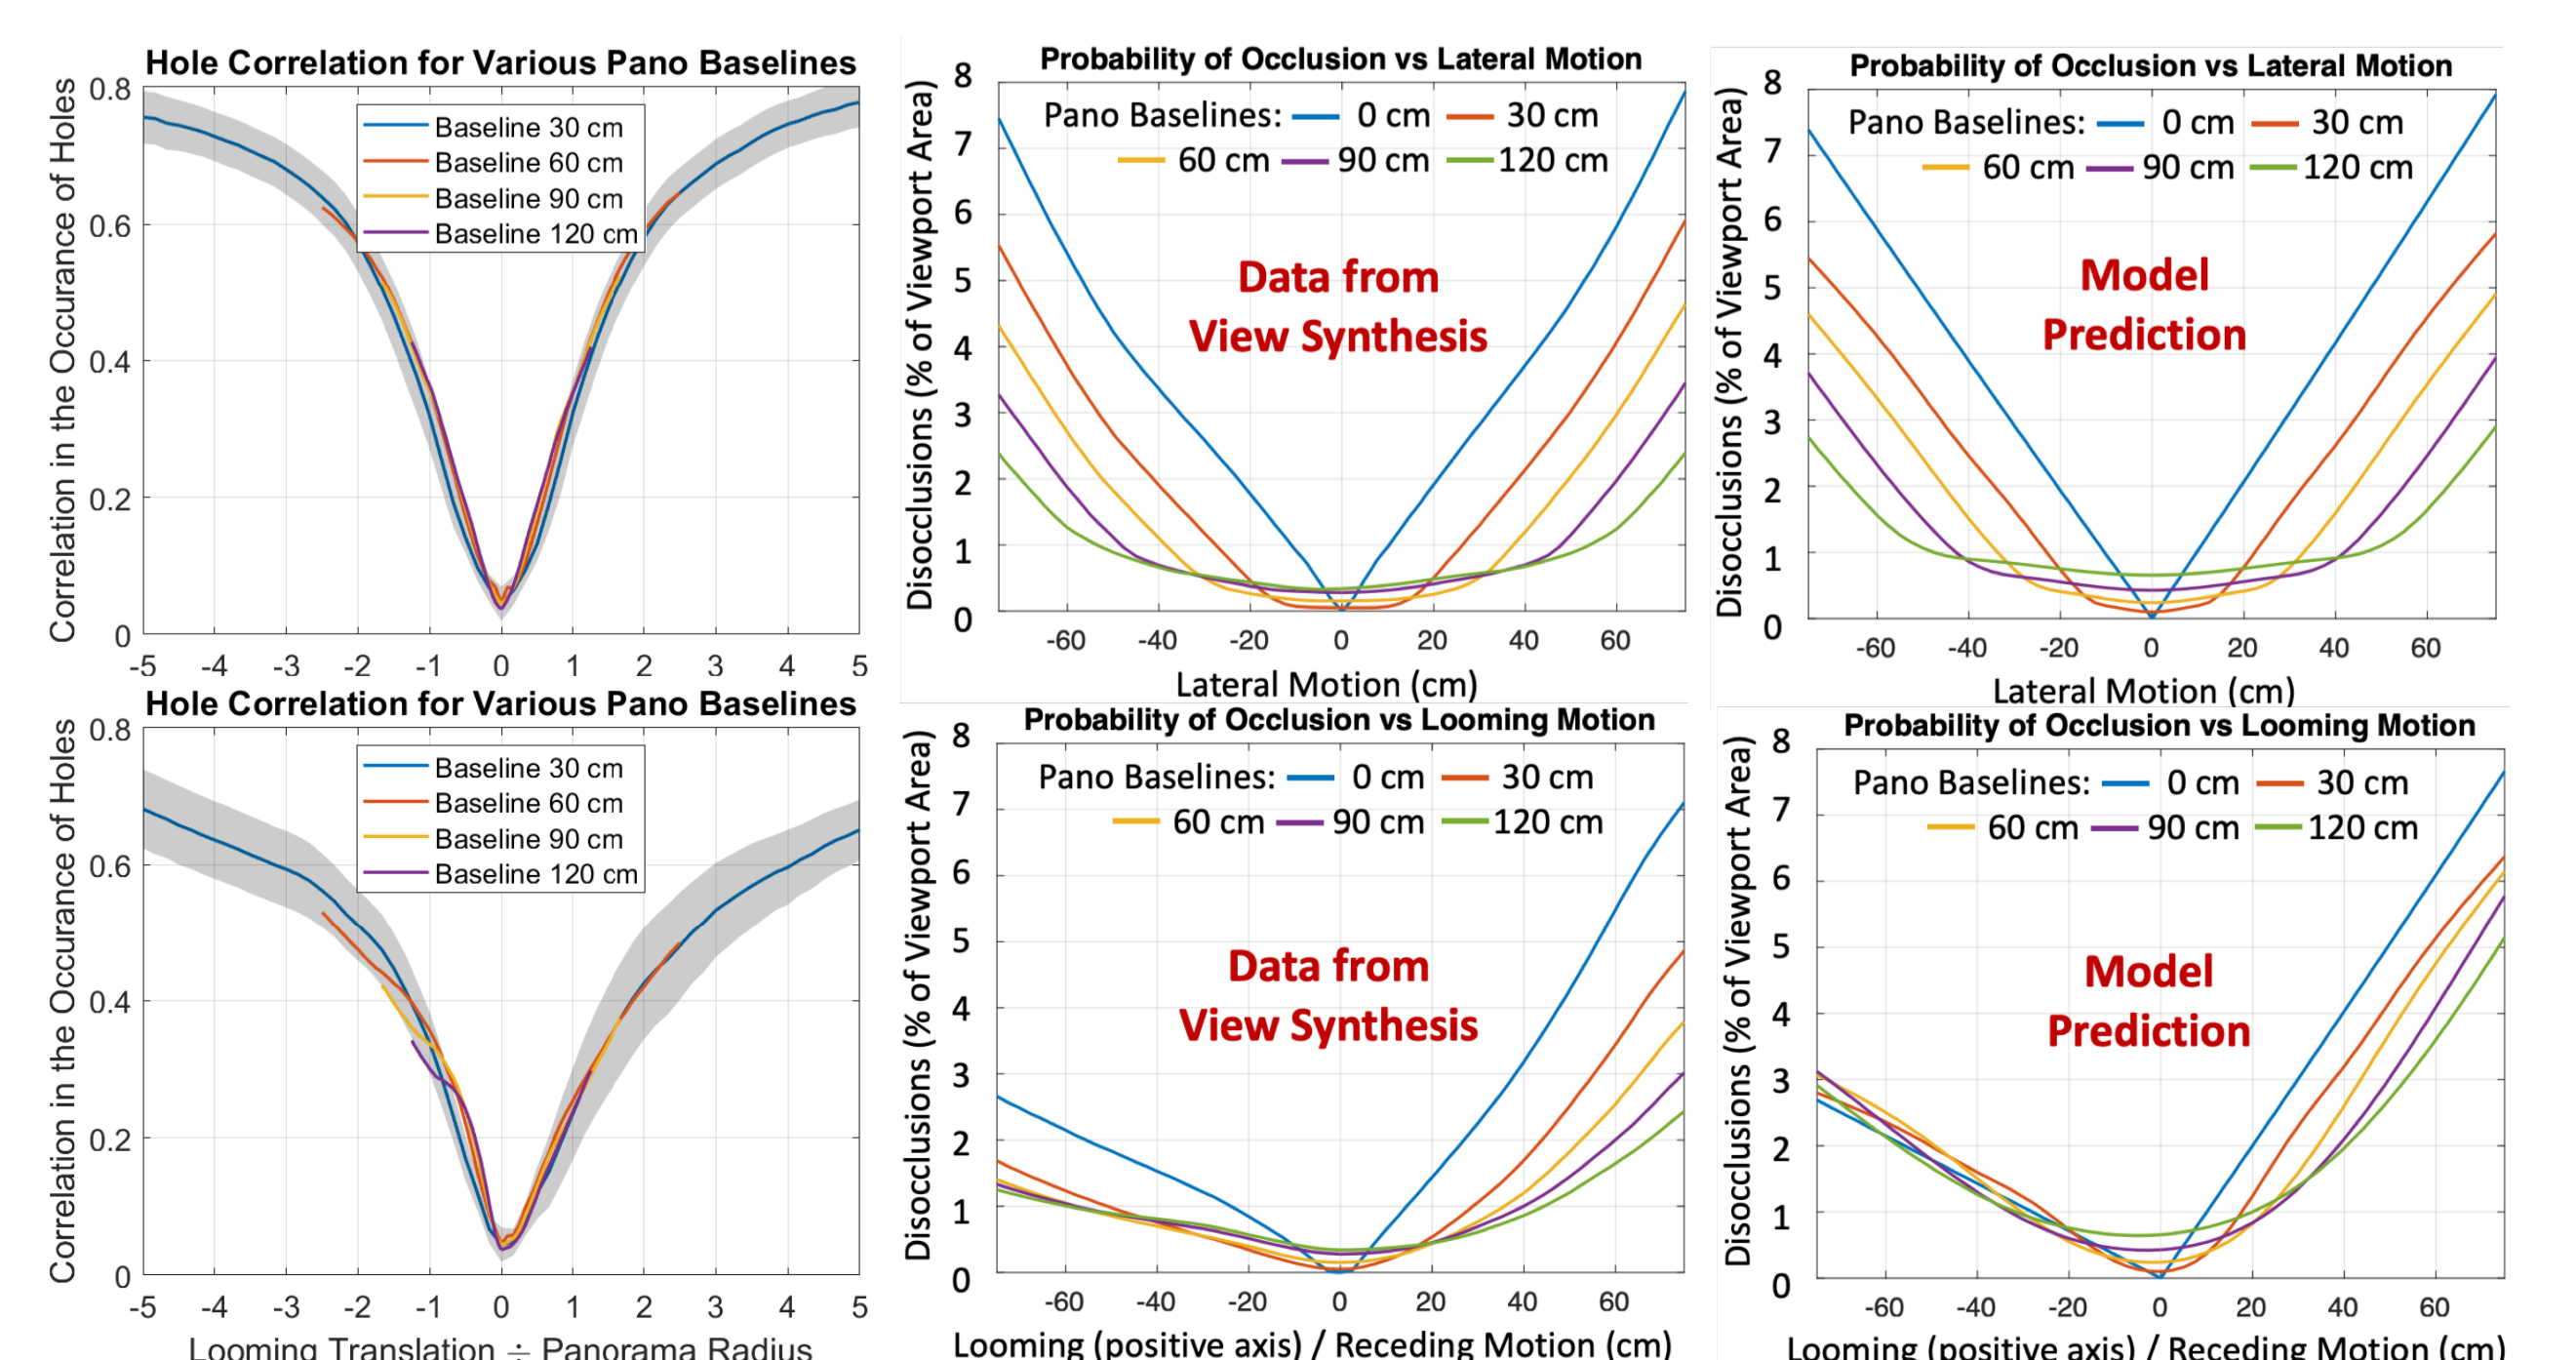 Hole Correlation for Various Pano Baselines
Correlation in the Occurance of Holes
0.8
0.6
0.4
0.2
0
Baseline 30 cm
Baseline 60 cm
Baseline 90 cm
Baseline 120 cm
-5 -4 -3 -2 -1 0 1 2 3 4 5
Probability of Occlusion vs Lateral Motion
Disocclusions (% of Viewport Area)
8
7
6
5
4
3
2
1
0
Pano Baselines: 0 cm 30 cm
60 cm 90 cm 120 cm
Data from
View Synthesis
-60 -40 -20 0 20 40 60
Lateral Motion (cm)
Probability of Occlusion vs Lateral Motion
Disocclusions (% of Viewport Area)
8
7
6
5
4
3
2
1
0
Pano Baselines: 0 cm 30 cm
60 cm 90 cm 120 cm
Model
Prediction
-60 -40 -20 0 20 40 60
Lateral Motion (cm)
Hole Correlation for Various Pano Baselines
Correlation in the Occurance of Holes
0.8
0.6
0.4
0.2
0
Baseline 30 cm
Baseline 60 cm
Baseline 90 cm
Baseline 120 cm
-5 -4 -3 -2 -1 0 1 2 3 4 5
Looming Translation ÷ Panorama Radius
Probability of Occlusion vs Looming Motion
Disocclusions (% of Viewport Area)
8
7
6
5
4
3
2
1
0
Pano Baselines: 0 cm 30 cm
60 cm 90 cm 120 cm
Data from
View Synthesis
-60 -40 -20 0 20 40 60
Looming (positive axis) / Receding Motion (cm)
Probability of Occlusion vs Looming Motion
Disocclusions (% of Viewport Area)
8
7
6
5
4
3
2
1
0
Pano Baselines: 0 cm 30 cm
60 cm 90 cm 120 cm
Model
Prediction
-60 -40 -20 0 20 40 60
Looming (positive axis) / Receding Motion (cm)